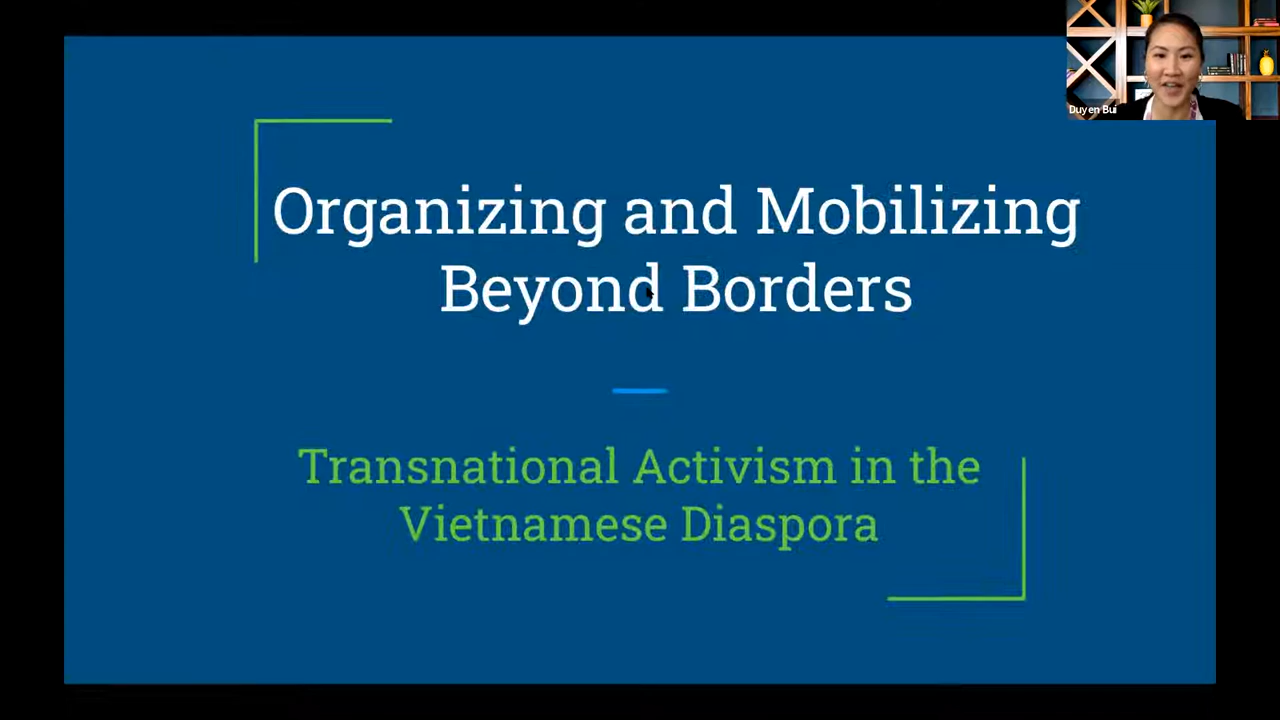 Duyen Bui
Organizing and Mobilizing
Beyond Borders
Transnational Activism in the
Vietnamese Diaspora